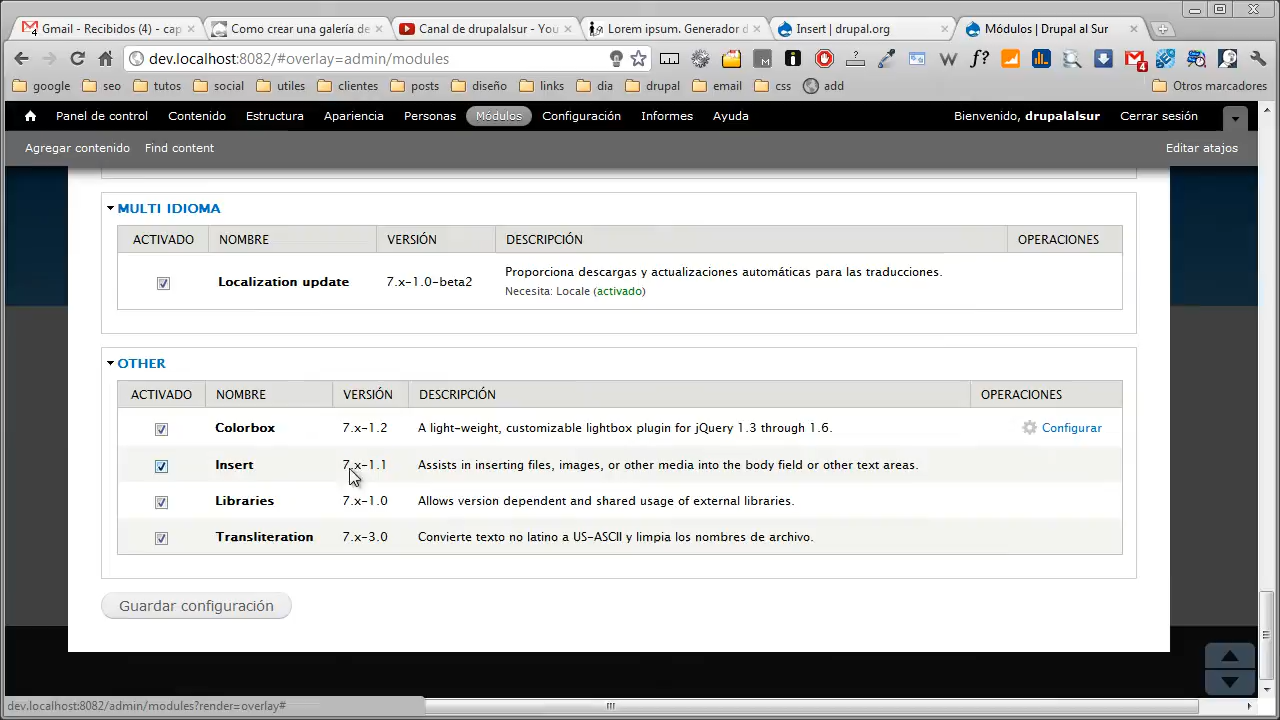 Gmail - Recibidos (4) - cap
Como crear una galería de
Canal de drupalalsur - You
Lorem ipsum. Generador d
Insert | drupal.org
Módulos | Drupal al Sur
dev.localhost:8082/#overlay=admin/modules
4
google
seo
tutos
social
utiles
clientes
posts
diseño
links
dia
drupal
email
css
add
Otros marcadores
Panel de control
Contenido
Estructura
Apariencia
Personas
Módulos
Configuración
Informes
Ayuda
Bienvenido, drupalalsur
Cerrar sesión
Agregar contenido
Find content
Editar atajos
MULTI IDIOMA
ACTIVADO NOMBRE VERSIÓN DESCRIPCIÓN OPERACIONES
Localization update 7.x-1.0-beta2 Proporciona descargas y actualizaciones automáticas para las traducciones.
Necesita: Locale (activado)
OTHER
ACTIVADO NOMBRE VERSIÓN DESCRIPCIÓN OPERACIONES
Colorbox 7.x-1.2 A light-weight, customizable lightbox plugin for jQuery 1.3 through 1.6. Configurar
Insert 7.x-1.1 Assists in inserting files, images, or other media into the body field or other text areas.
Libraries 7.x-1.0 Allows version dependent and shared usage of external libraries.
Transliteration 7.x-3.0 Convierte texto no latino a US-ASCII y limpia los nombres de archivo.
Guardar configuración
dev.localhost:8082/admin/modules?render=overlay#